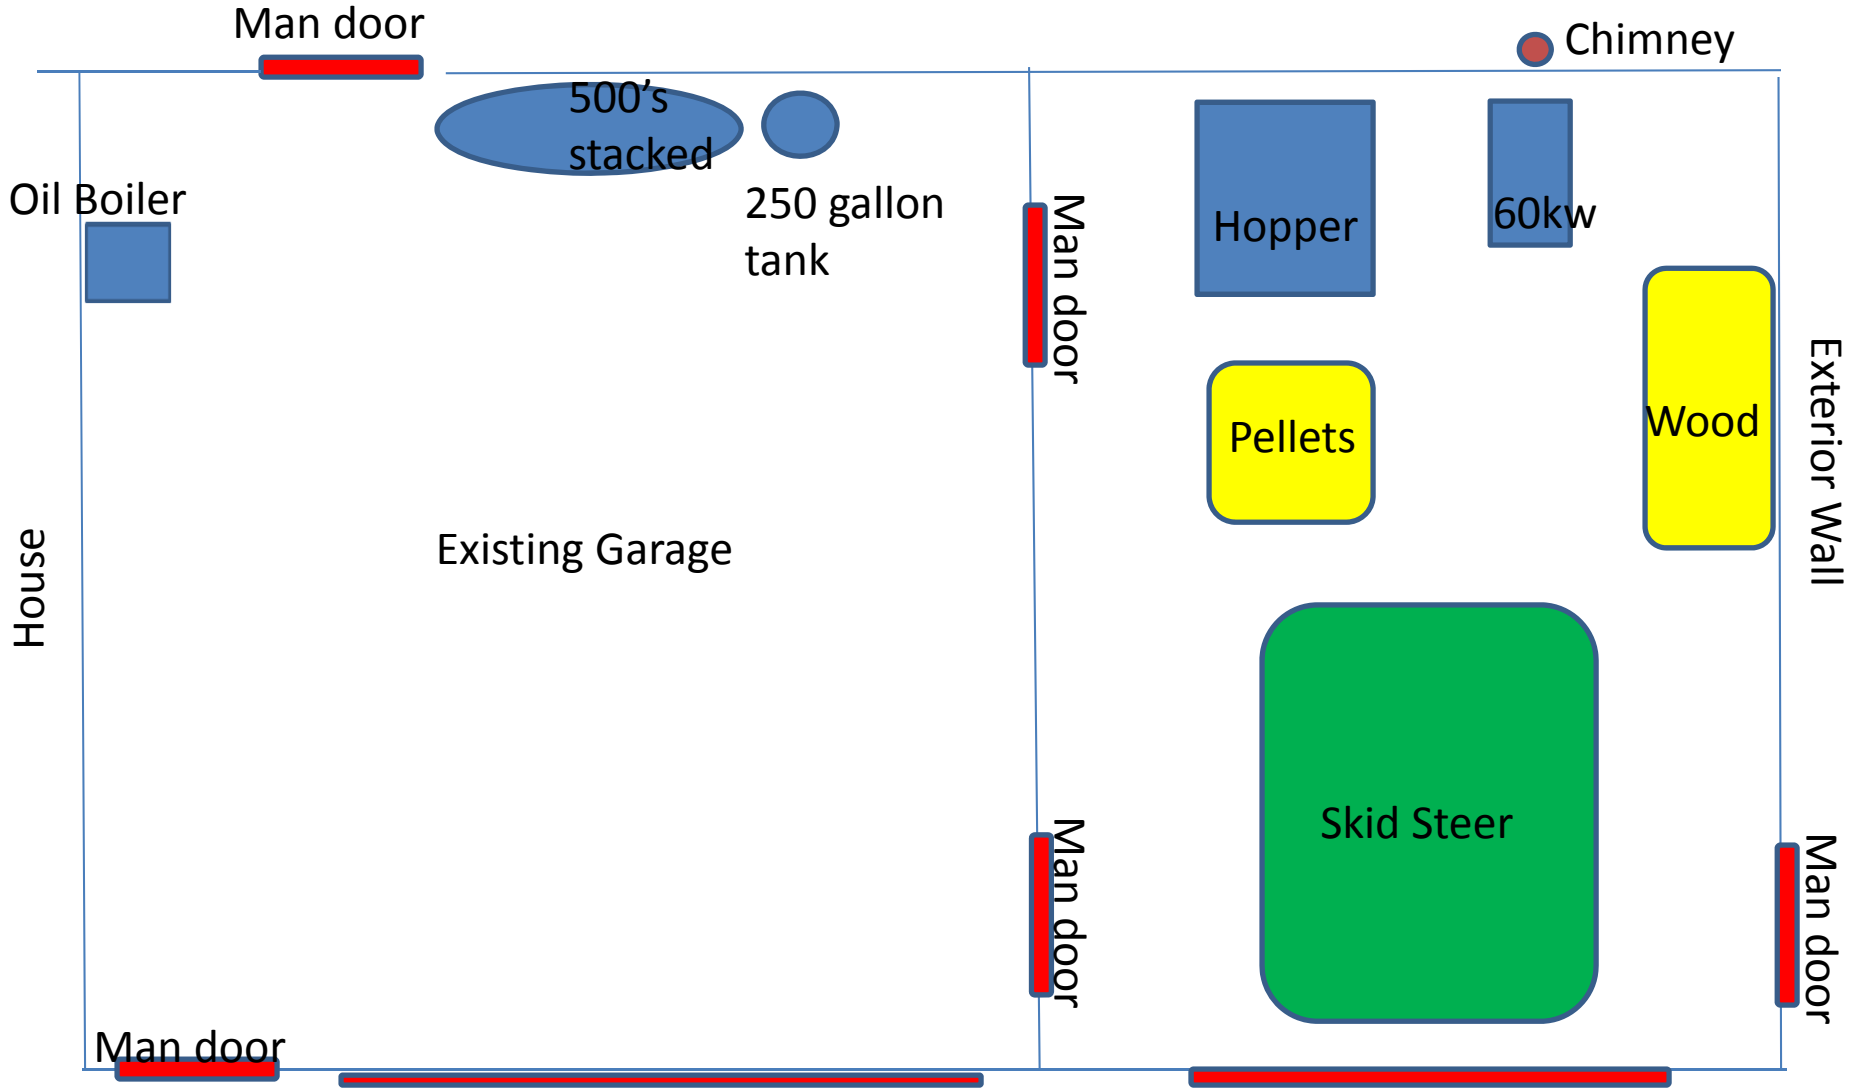 Man door
Chimney
500's
stacked
Oil Boiler
250 gallon
tank
Man door
Hopper
60kw
Pellets
Wood
Exterior Wall
Existing Garage
House
Skid Steer
Man door
Man door
Man door